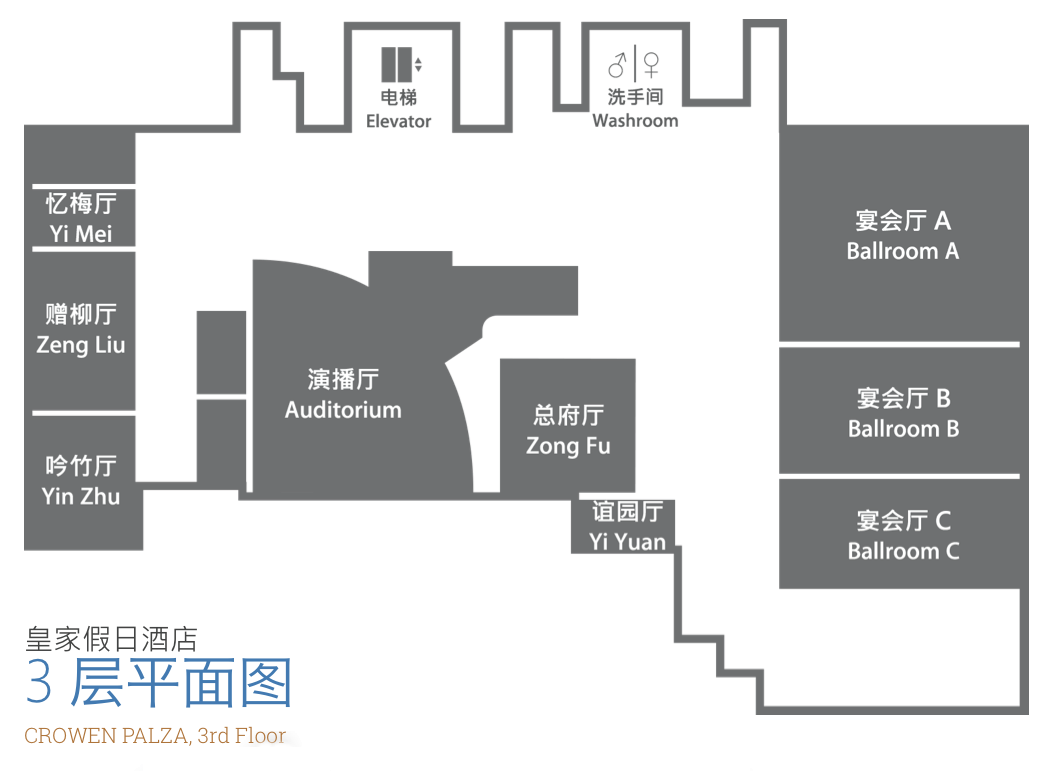 电梯
Elevator
洗手间
Washroom
忆梅厅
Yi Mei
宴会厅 A
Ballroom A
赠柳厅
Zeng Liu
演播厅
Auditorium
总府厅
Zong Fu
宴会厅 B
Ballroom B
吟竹厅
Yin Zhu
谊园厅
Yi Yuan
宴会厅 C
Ballroom C
皇家假日酒店
3 层平面图
CROWEN PALZA, 3rd Floor